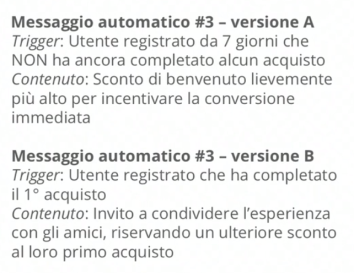 Messaggio automatico #3 – versione A
Trigger: Utente registrato da 7 giorni che
NON ha ancora completato alcun acquisto
Contenuto: Sconto di benvenuto lievemente
più alto per incentivare la conversione
immediata
Messaggio automatico #3 – versione B
Trigger: Utente registrato che ha completato
il 1° acquisto
Contenuto: Invito a condividere l’esperienza
con gli amici, riservando un ulteriore sconto
al loro primo acquisto